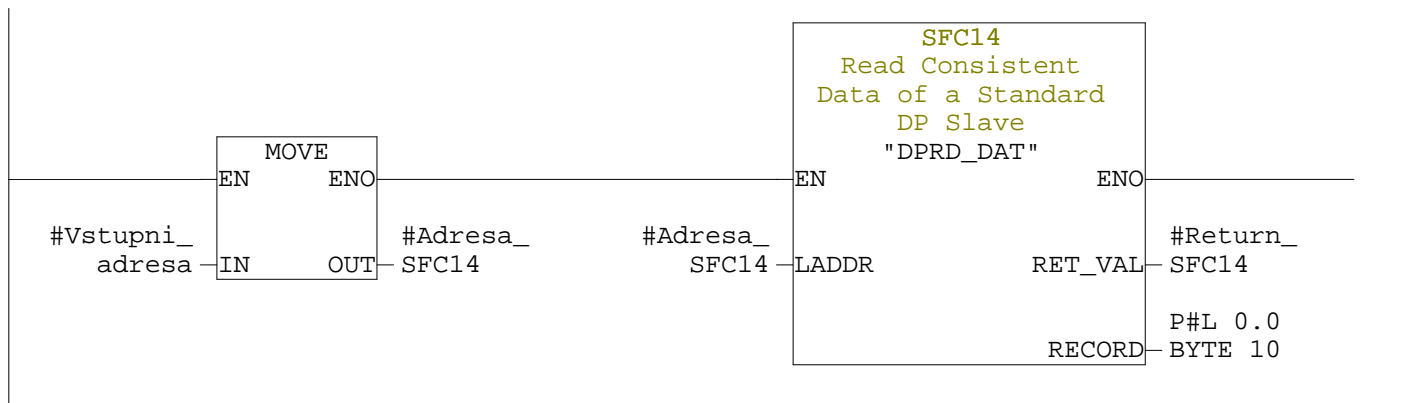 SFC14
Read Consistent
Data of a Standard
DP Slave
MOVE
"DPRD_DAT"
EN ENO
EN ENO
#Vstupni_
adresa
IN OUT
#Adresa_
SFC14
#Adresa_
SFC14
LADDR RET_VAL
#Return_
SFC14
P#L 0.0
RECORD BYTE 10